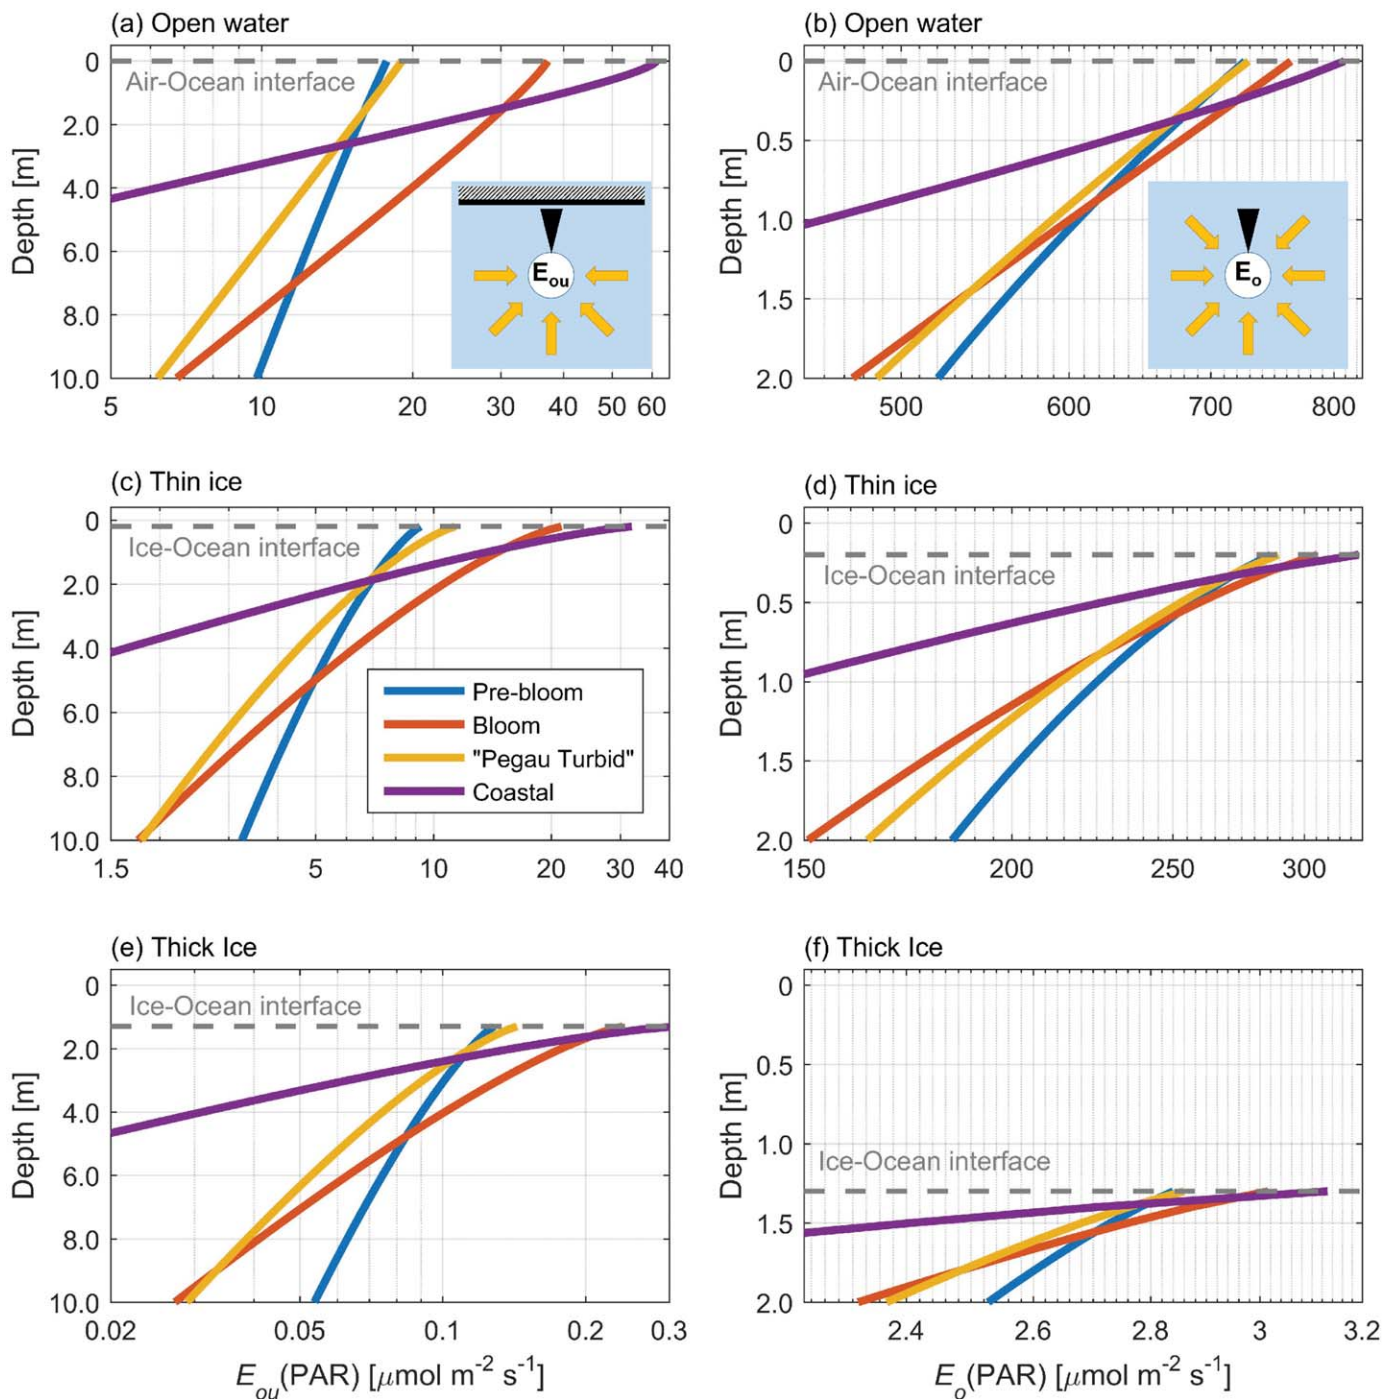 (a) Open water
0
2.0
4.0
6.0
8.0
10.0
Depth [m]
Air-Ocean interface
E_ou
5
10
20
30
40
50
60
(b) Open water
0
0.5
1.0
1.5
2.0
Depth [m]
Air-Ocean interface
E_o
500
600
700
800
(c) Thin ice
0
2.0
4.0
6.0
8.0
10.0
Depth [m]
Ice-Ocean interface
Pre-bloom
Bloom
"Pegau Turbid"
Coastal
1.5
5
10
20
30
40
(d) Thin ice
0
0.5
1.0
1.5
2.0
Depth [m]
Ice-Ocean interface
150
200
250
300
(e) Thick Ice
0
2.0
4.0
6.0
8.0
10.0
Depth [m]
Ice-Ocean interface
0.02
0.05
0.1
0.2
0.3
E_ou(PAR) [μmol m⁻² s⁻¹]
(f) Thick Ice
0
0.5
1.0
1.5
2.0
Depth [m]
Ice-Ocean interface
2.4
2.6
2.8
3
3.2
E_o(PAR) [μmol m⁻² s⁻¹]